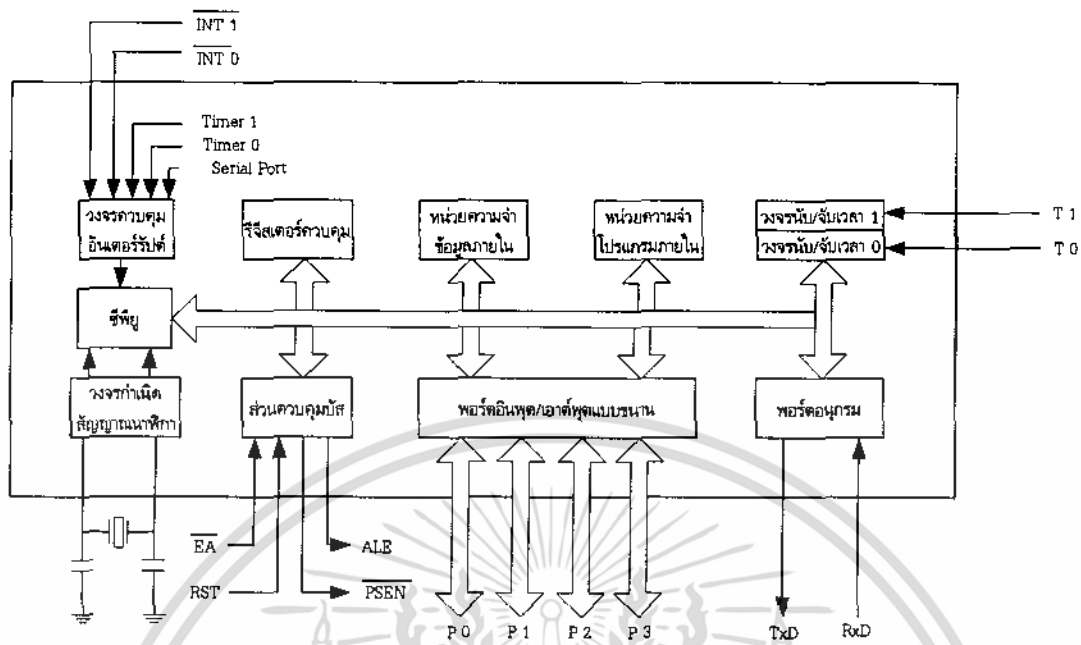 INT 1
INT 0
Timer 1
Timer 0
Serial Port
วงจรควบคุม
อินเตอร์รัปต์
รีจีสเตอร์ควบคุม
หน่วยความจำ
ข้อมูลภายใน
หน่วยความจำ
โปรแกรมภายใน
วงจรนับ/จับเวลา 1
วงจรนับ/จับเวลา 0
T 1
T 0
ซีพียู
วงจรกำเนิด
สัญญาณนาฬิกา
ส่วนควบคุมบัส
พอร์ตอินพุต/เอาต์พุตแบบขนาน
พอร์ตอนุกรม
EA
ALE
RST
PSEN
P 0
P 1
P 2
P 3
TxD
RxD